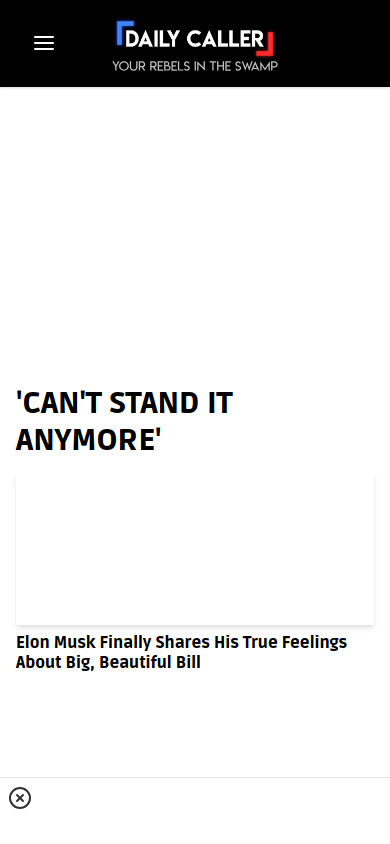 DAILY CALLER
YOUR REBELS IN THE SWAMP
'CAN'T STAND IT
ANYMORE'
Elon Musk Finally Shares His True Feelings
About Big, Beautiful Bill